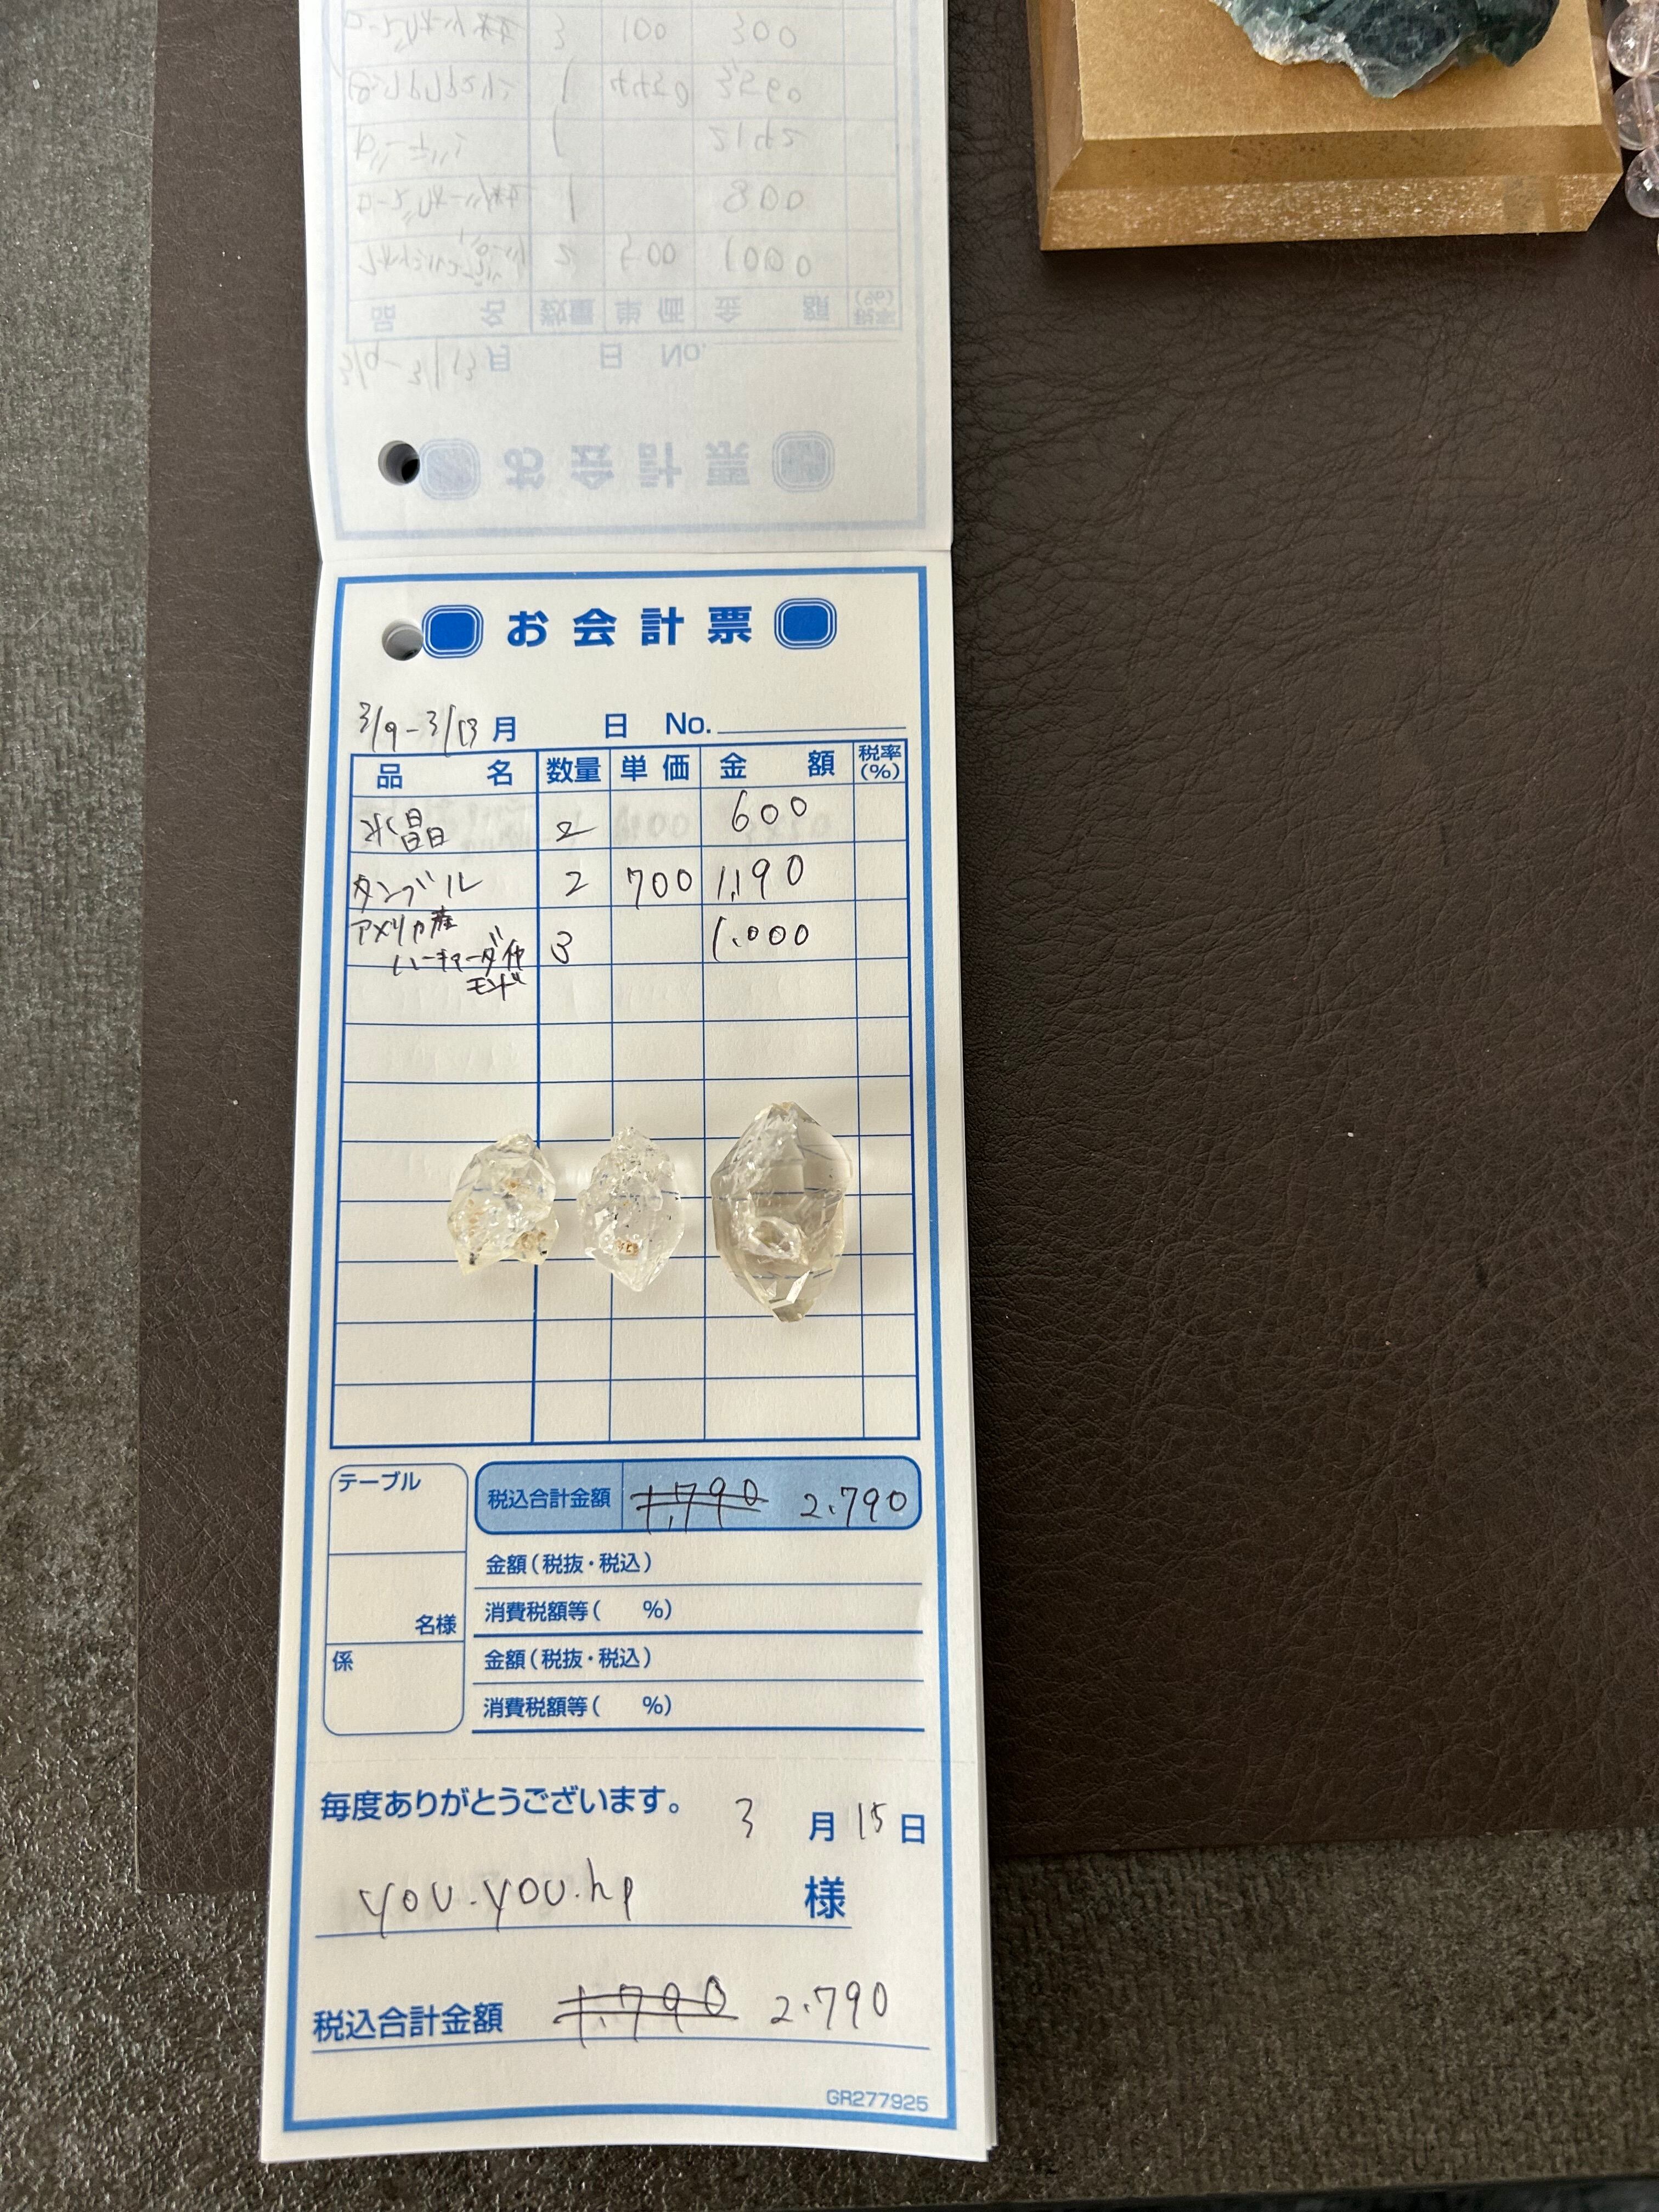 お会計票
3/9-3/13 月 日 No.
品名 数量 単価 金額 税率(%)
水晶 2 600
タンブル 2 700 1,190
アメリカ産 3 1.000
ハーキマーダイヤ
モンド
テーブル
税込合計金額 1,790 2.790
金額(税抜・税込)
名様
消費税額等( %)
係
金額(税抜・税込)
消費税額等( %)
毎度ありがとうございます。
3月15日
you.you.hp 様
税込合計金額 1.790 2.790
GR277925